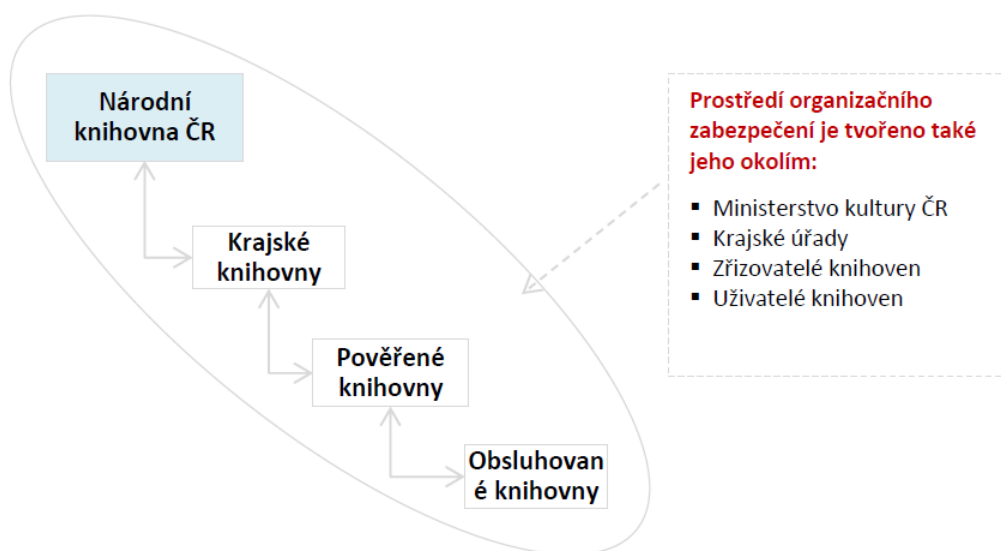 Národní
knihovna ČR
Krajské
knihovny
Pověřené
knihovny
Obsluhovan
é knihovny
Prostředí organizačního
zabezpečení je tvořeno také
jeho okolím:
▪ Ministerstvo kultury ČR
▪ Krajské úřady
▪ Zřizovatelé knihoven
▪ Uživatelé knihoven